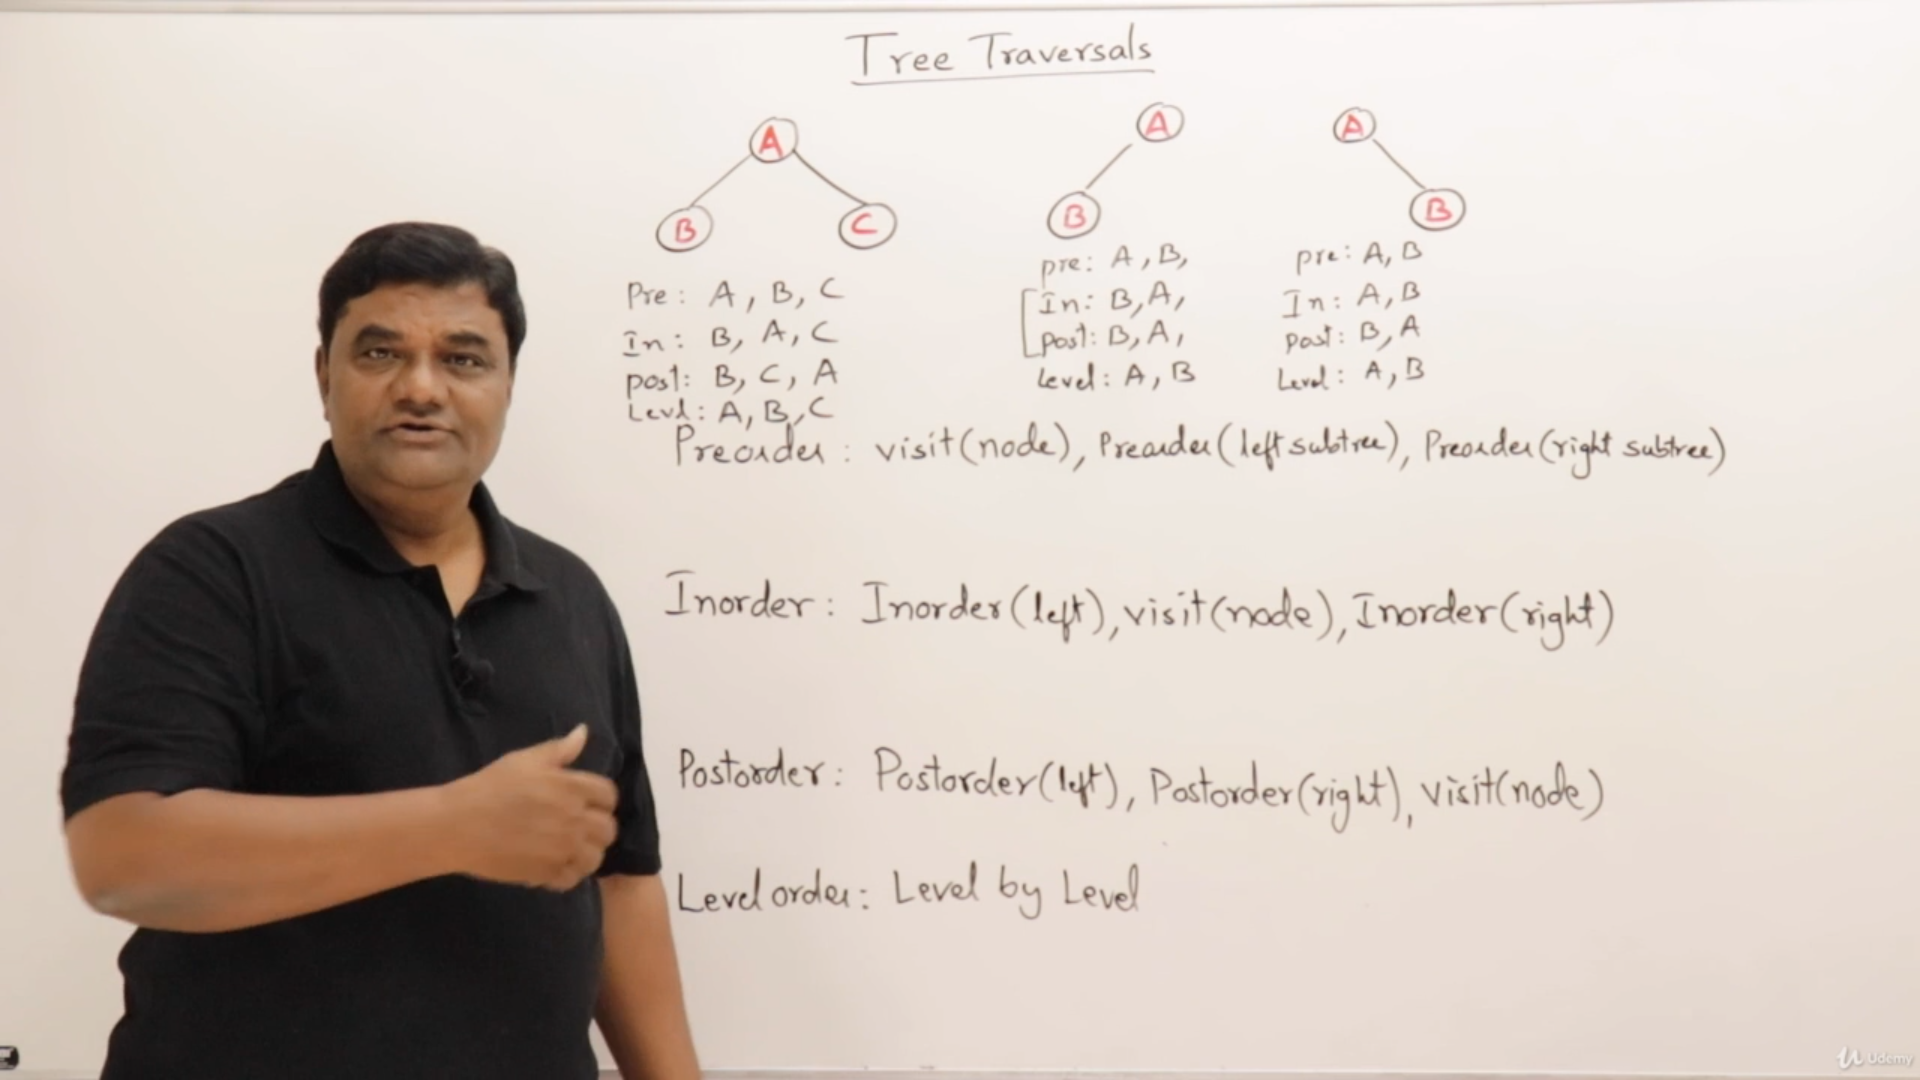 Tree Traversals
A
B C
Pre: A, B, C
In: B, A, C
post: B, C, A
Levl: A, B, C
A
B
pre: A, B,
In: B, A,
post: B, A,
Level: A, B
A
B
pre: A, B
In: A, B
post: B, A
Level: A, B
Preorder: visit(node), Preorder(left subtree), Preorder(right subtree)
Inorder: Inorder(left), visit(node), Inorder(right)
Postorder: Postorder(left), Postorder(right), visit(node)
Level order: Level by Level
Udemy